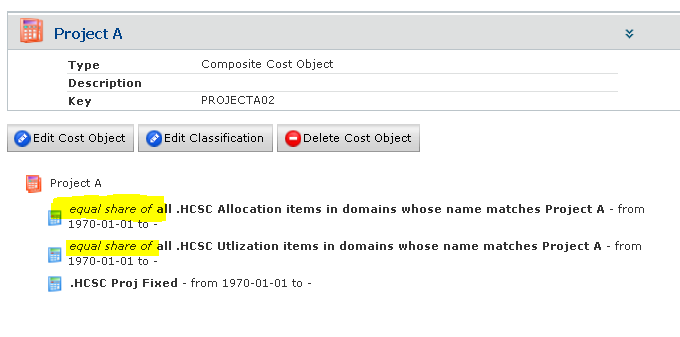 Project A
Type Composite Cost Object
Description
Key PROJECTA02
Edit Cost Object Edit Classification Delete Cost Object
Project A
equal share of all .HCSC Allocation items in domains whose name matches Project A - from
1970-01-01 to -
equal share of all .HCSC Utlization items in domains whose name matches Project A - from
1970-01-01 to -
.HCSC Proj Fixed - from 1970-01-01 to -